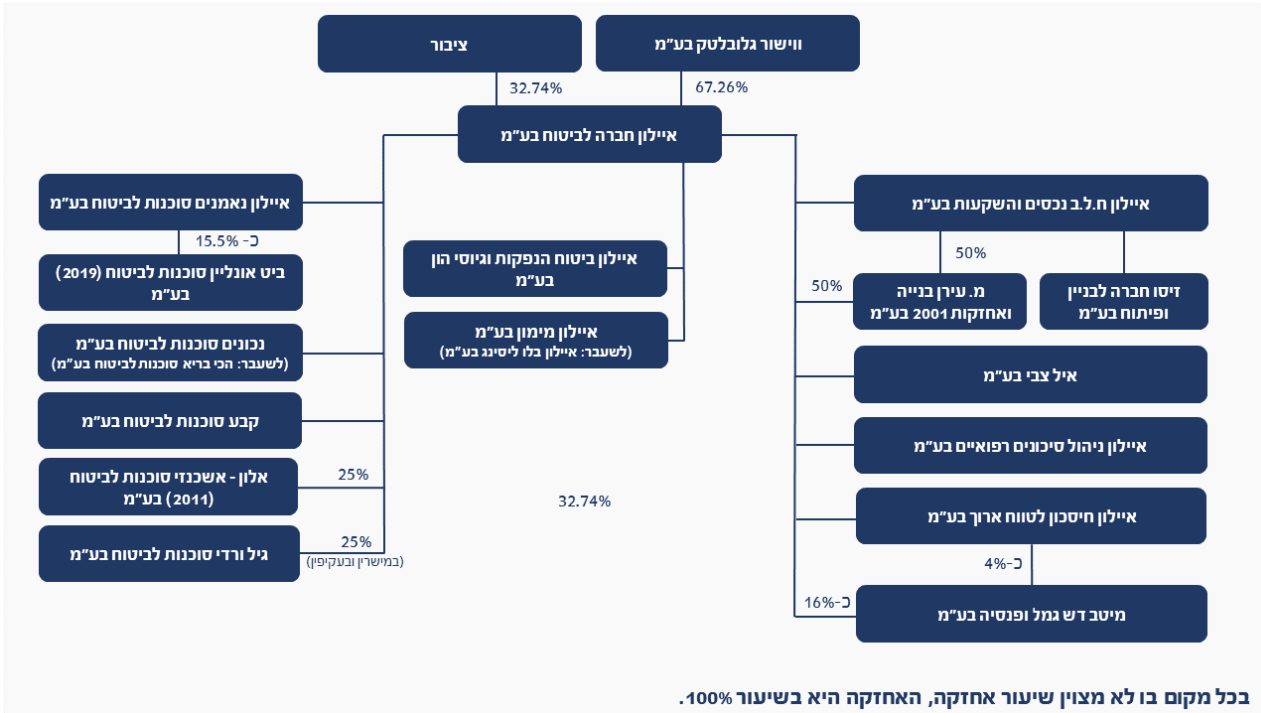 ווישור גלובלטק בע"מ
ציבור
67.26%
32.74%
איילון חברה לביטוח בע"מ
איילון ח.ל.ב נכסים והשקעות בע"מ
50%
זיסו חברה לבניין
ופיתוח בע"מ
מ. עירן בנייה
ואחזקות 2001 בע"מ
50%
איל צבי בע"מ
איילון ניהול סיכונים רפואיים בע"מ
איילון חיסכון לטווח ארוך בע"מ
כ-4%
מיטב דש גמל ופנסיה בע"מ
כ-16%
איילון ביטוח הנפקות וגיוסי הון
בע"מ
איילון מימון בע"מ
(לשעבר: איילון בלו ליסינג בע"מ)
32.74%
איילון נאמנים סוכנות לביטוח בע"מ
כ- 15.5%
ביט אונליין סוכנות לביטוח (2019)
בע"מ
נכונים סוכנות לביטוח בע"מ
(לשעבר: הכי בריא סוכנות לביטוח בע"מ)
קבע סוכנות לביטוח בע"מ
אלון - אשכנזי סוכנות לביטוח
(2011) בע"מ
25%
גיל ורדי סוכנות לביטוח בע"מ
25%
(במישרין ובעקיפין)
בכל מקום בו לא מצוין שיעור אחזקה, האחזקה היא בשיעור 100%.